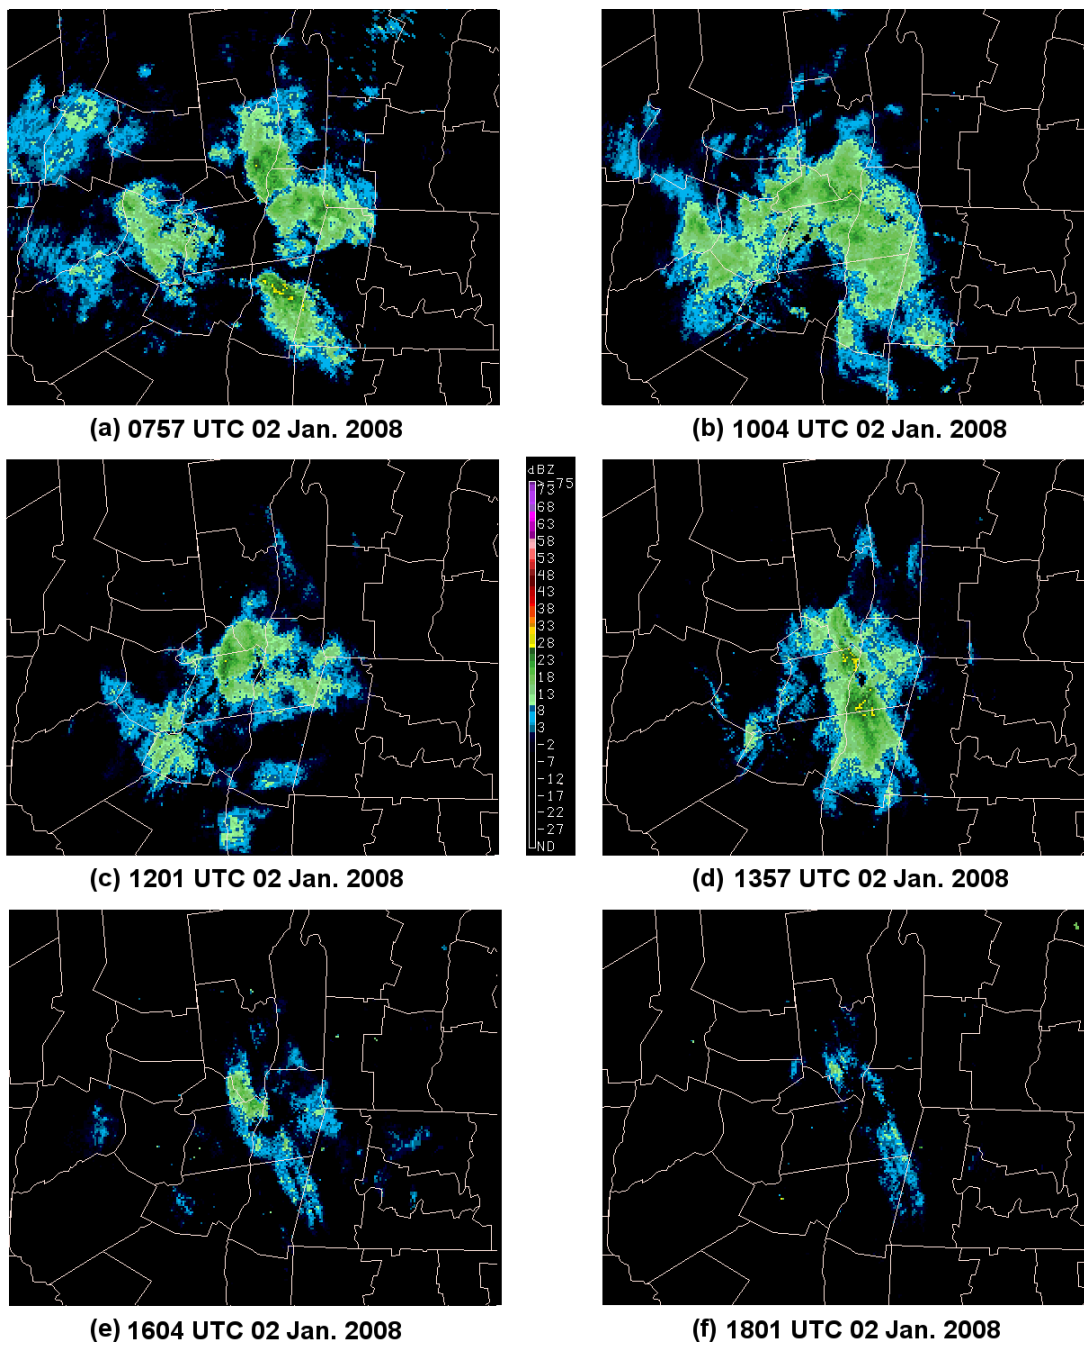 (a) 0757 UTC 02 Jan. 2008
(b) 1004 UTC 02 Jan. 2008
dBZ
>=75
73
68
63
58
53
48
43
38
33
28
23
18
13
8
3
-2
-7
-12
-17
-22
-27
ND
(c) 1201 UTC 02 Jan. 2008
(d) 1357 UTC 02 Jan. 2008
(e) 1604 UTC 02 Jan. 2008
(f) 1801 UTC 02 Jan. 2008